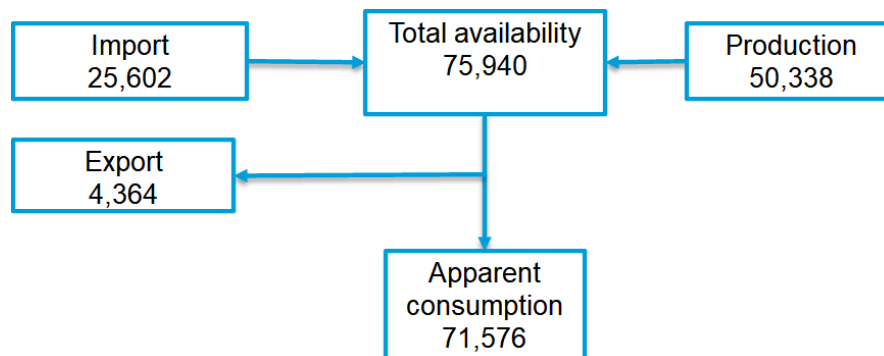 Import
25,602
Total availability
75,940
Production
50,338
Export
4,364
Apparent
consumption
71,576